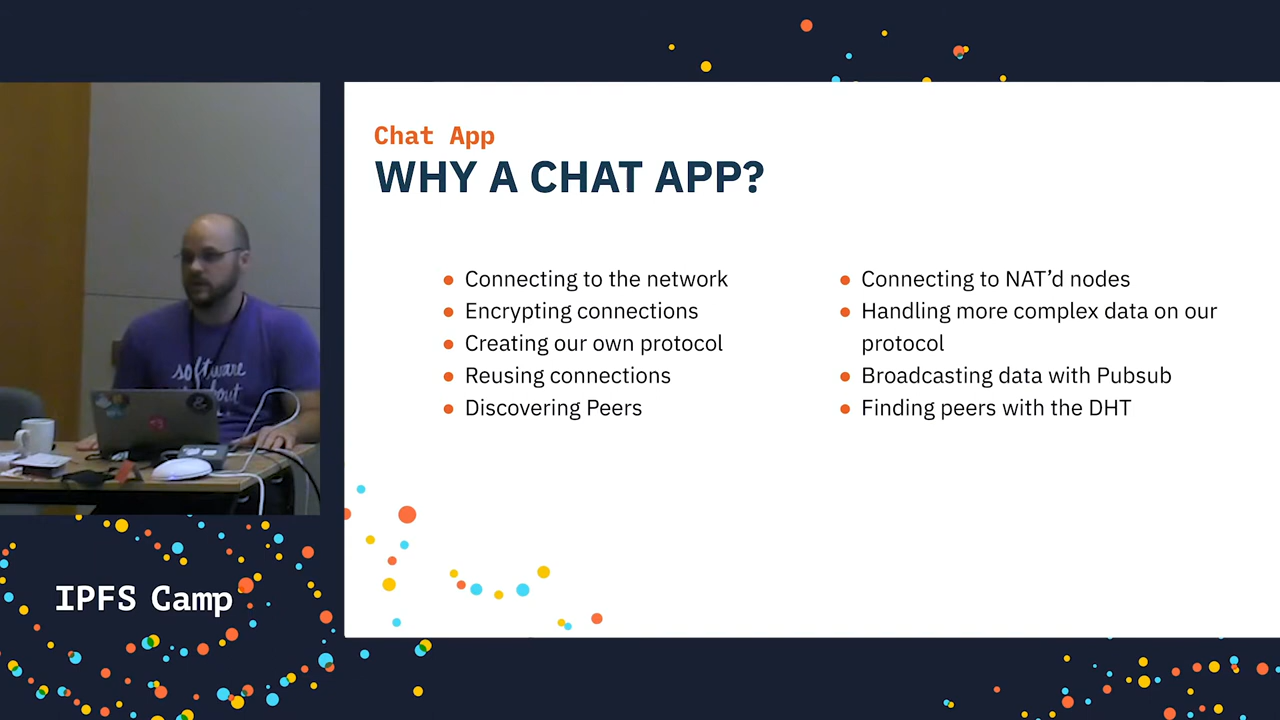 Chat App
WHY A CHAT APP?
Connecting to the network
Encrypting connections
Creating our own protocol
Reusing connections
Discovering Peers
Connecting to NAT’d nodes
Handling more complex data on our
protocol
Broadcasting data with Pubsub
Finding peers with the DHT
software
IPFS Camp